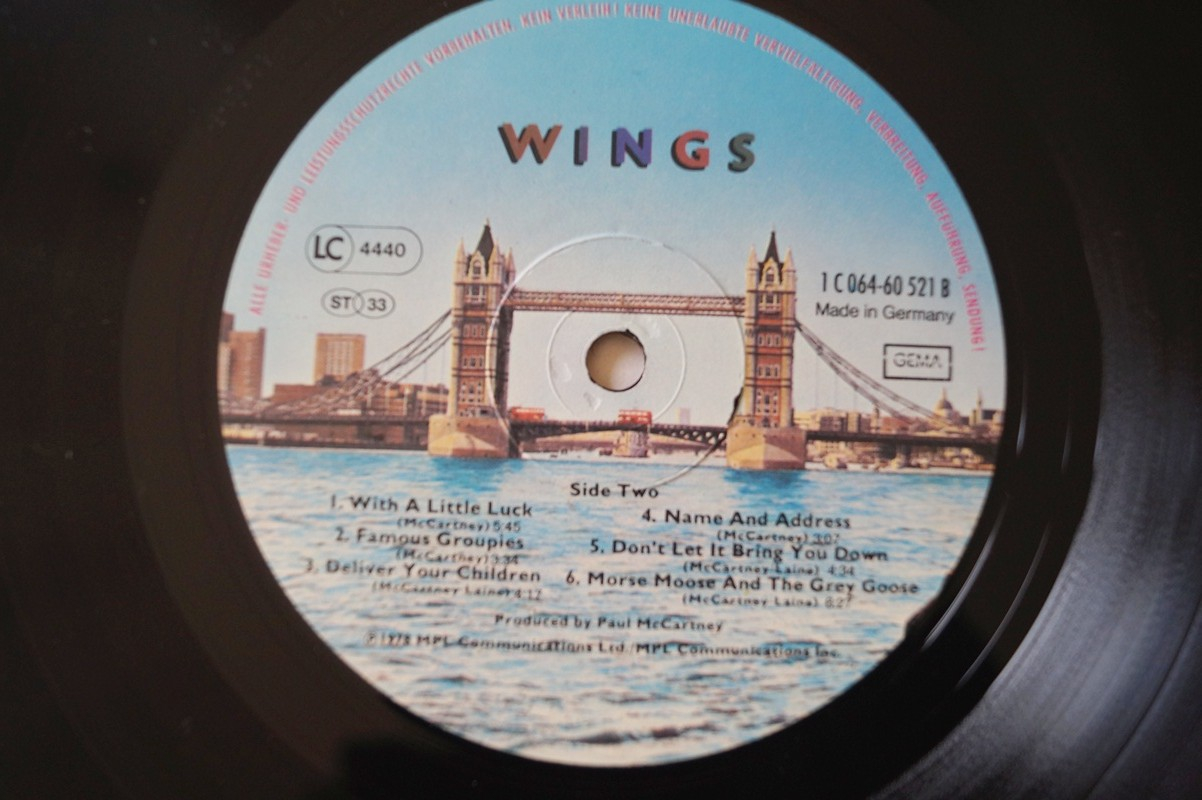 ALLE URHEBER- UND LEISTUNGSSCHUTZRECHTE VORBEHALTEN. KEIN VERLEIH! KEINE UNERLAUBTE VERVIELFÄLTIGUNG, VERBREITUNG, AUFFÜHRUNG, SENDUNG!
WINGS
LC 4440
ST 33
1 C 064-60 521 B
Made in Germany
GEMA
Side Two
1. With A Little Luck
(McCartney) 5:45
2. Famous Groupies
(McCartney) 3:34
3. Deliver Your Children
(McCartney Laine) 4:12
4. Name And Address
(McCartney) 3:07
5. Don't Let It Bring You Down
(McCartney-Laine) 4:34
6. Morse Moose And The Grey Goose
(McCartney Laine) 6:27
Produced by Paul McCartney
℗ 1978 MPL Communications Ltd./MPL Communications Inc.